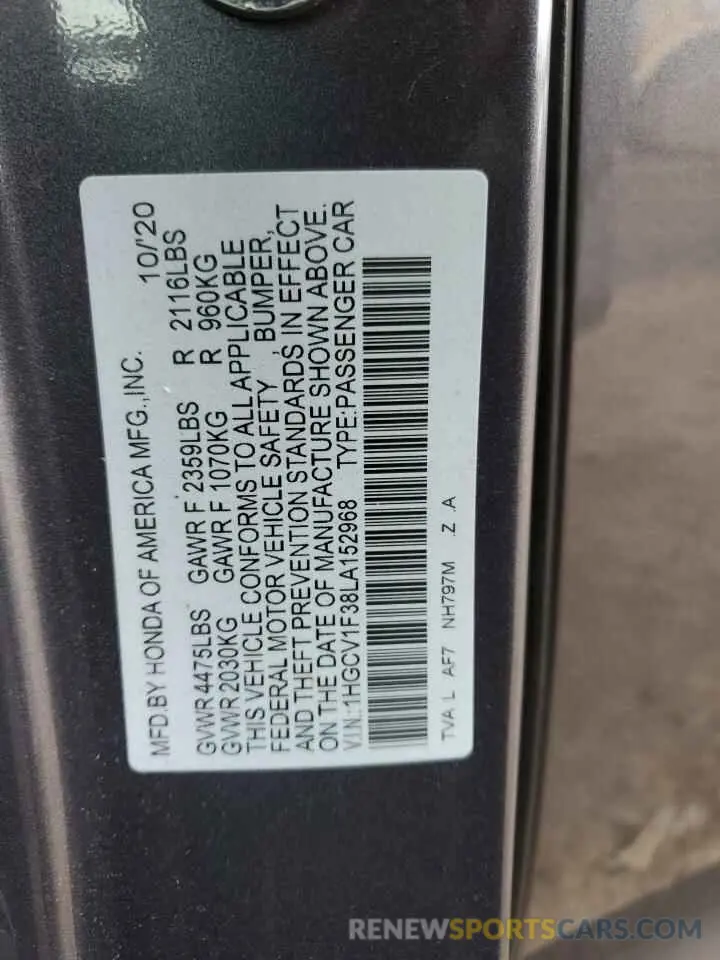 MFD.BY HONDA OF AMERICA MFG.,INC. 10/'20
GVWR 4475LBS GAWR F 2359LBS R 2116LBS
GVWR 2030KG GAWR F 1070KG R 960KG
THIS VEHICLE CONFORMS TO ALL APPLICABLE
FEDERAL MOTOR VEHICLE SAFETY , BUMPER,
AND THEFT PREVENTION STANDARDS IN EFFECT
ON THE DATE OF MANUFACTURE SHOWN ABOVE.
V.I.N.:1HGCV1F38LA152968 TYPE:PASSENGER CAR
TVA L AF7 NH797M .Z .A
RENEWSPORTSCARS.COM